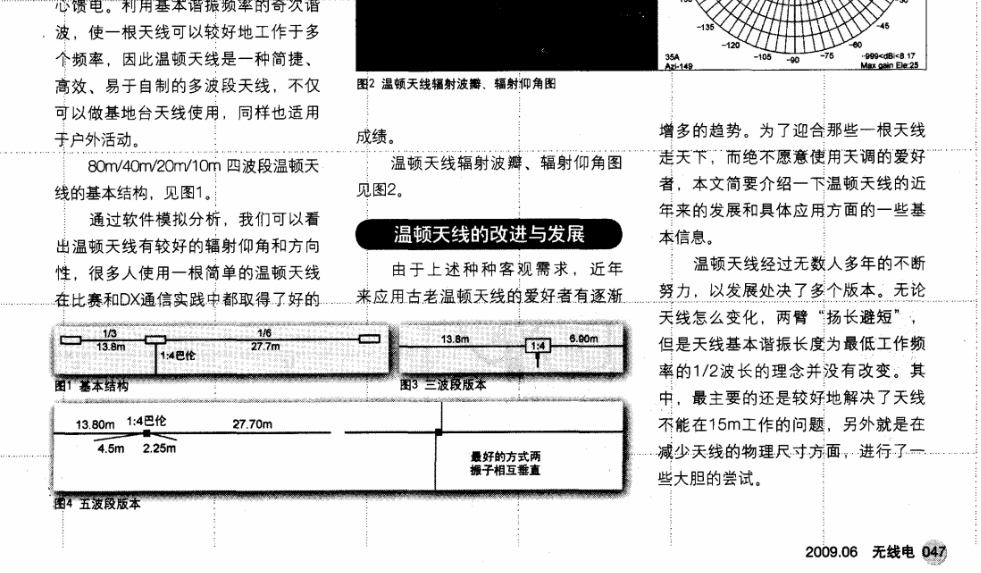 心馈电。利用基本谐振频率的奇次谐
波，使一根天线可以较好地工作于多
个频率，因此温顿天线是一种简捷、
高效、易于自制的多波段天线，不仅
可以做基地台天线使用，同样也适用
于户外活动。
80m/40m/20m/10m 四波段温顿天
线的基本结构，见图1。
通过软件模拟分析，我们可以看
出温顿天线有较好的辐射仰角和方向
性，很多人使用一根简单的温顿天线
在比赛和DX通信实践中都取得了好的
-135
-120
-105
-90
-75
-60
-45
-30
35A
Azi-149
-999<dBi<8.17
Max gain Ele:25
图2 温顿天线辐射波瓣、辐射仰角图
成绩。
温顿天线辐射波瓣、辐射仰角图
见图2。
温顿天线的改进与发展
由于上述种种客观需求，近年
来应用古老温顿天线的爱好者有逐渐
增多的趋势。为了迎合那些一根天线
走天下，而绝不愿意使用天调的爱好
者，本文简要介绍一下温顿天线的近
年来的发展和具体应用方面的一些基
本信息。
温顿天线经过无数人多年的不断
努力，以发展处决了多个版本。无论
天线怎么变化，两臂“扬长避短”，
但是天线基本谐振长度为最低工作频
率的1/2波长的理念并没有改变。其
中，最主要的还是较好地解决了天线
不能在15m工作的问题，另外就是在
减少天线的物理尺寸方面，进行了一
些大胆的尝试。
1/3
13.8m
1:4巴伦
1/6
27.7m
图1 基本结构
13.8m
1:4
6.90m
图3 三波段版本
13.80m
1:4巴伦
27.70m
4.5m
2.25m
最好的方式两
振子相互垂直
图4 五波段版本
2009.06 无线电 047